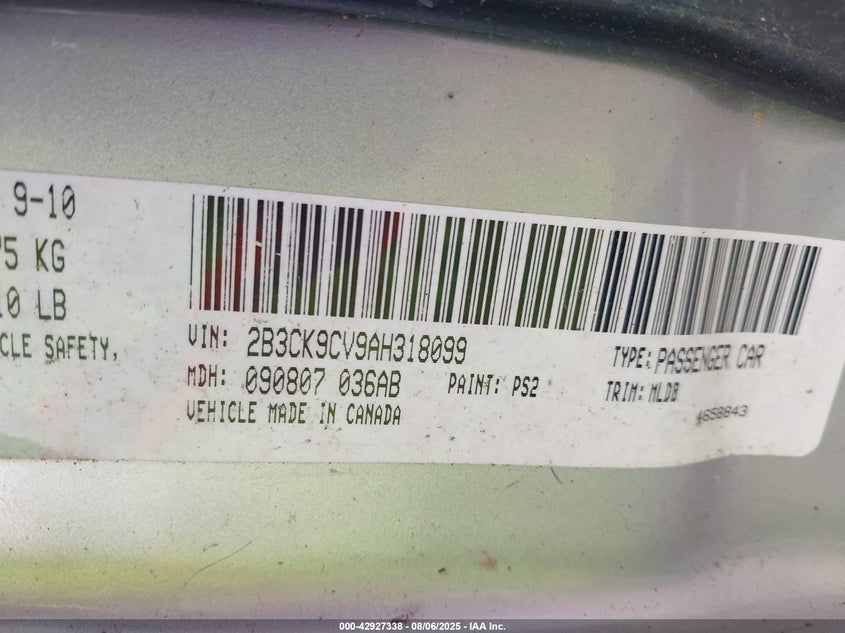 9-10
75 KG
10 LB
CLE SAFETY,
VIN: 2B3CK9CV9AH318099
TYPE: PASSENGER CAR
MDH: 090807 036AB
PAINT: PS2
TRIM: MLDB
VEHICLE MADE IN CANADA
4658843
000-42927338 - 08/06/2025 - IAA Inc.